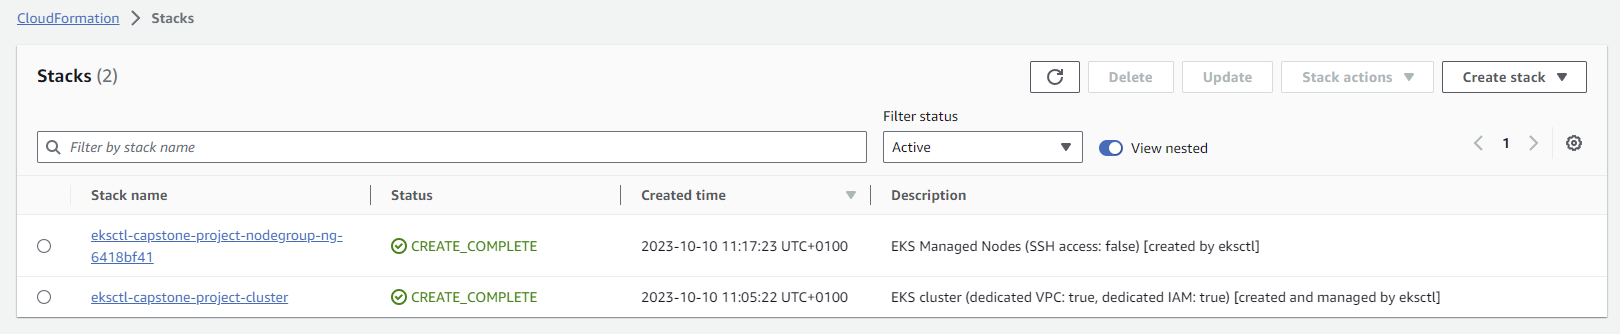 CloudFormation > Stacks
Stacks (2)
Delete
Update
Stack actions
Create stack
Filter status
Filter by stack name
Active
View nested
1
Stack name
Status
Created time
Description
eksctl-capstone-project-nodegroup-ng-
6418bf41
CREATE_COMPLETE
2023-10-10 11:17:23 UTC+0100
EKS Managed Nodes (SSH access: false) [created by eksctl]
eksctl-capstone-project-cluster
CREATE_COMPLETE
2023-10-10 11:05:22 UTC+0100
EKS cluster (dedicated VPC: true, dedicated IAM: true) [created and managed by eksctl]